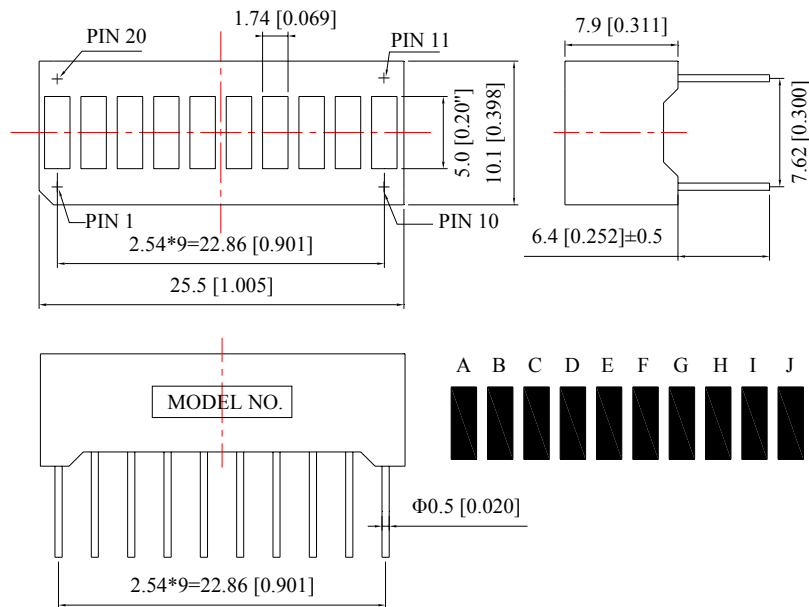 1.74 [0.069]
PIN 20
PIN 11
5.0 [0.20"]
10.1 [0.398]
PIN 1
PIN 10
2.54*9=22.86 [0.901]
25.5 [1.005]
7.9 [0.311]
7.62 [0.300]
6.4 [0.252]±0.5
MODEL NO.
Φ0.5 [0.020]
2.54*9=22.86 [0.901]
A B C D E F G H I J